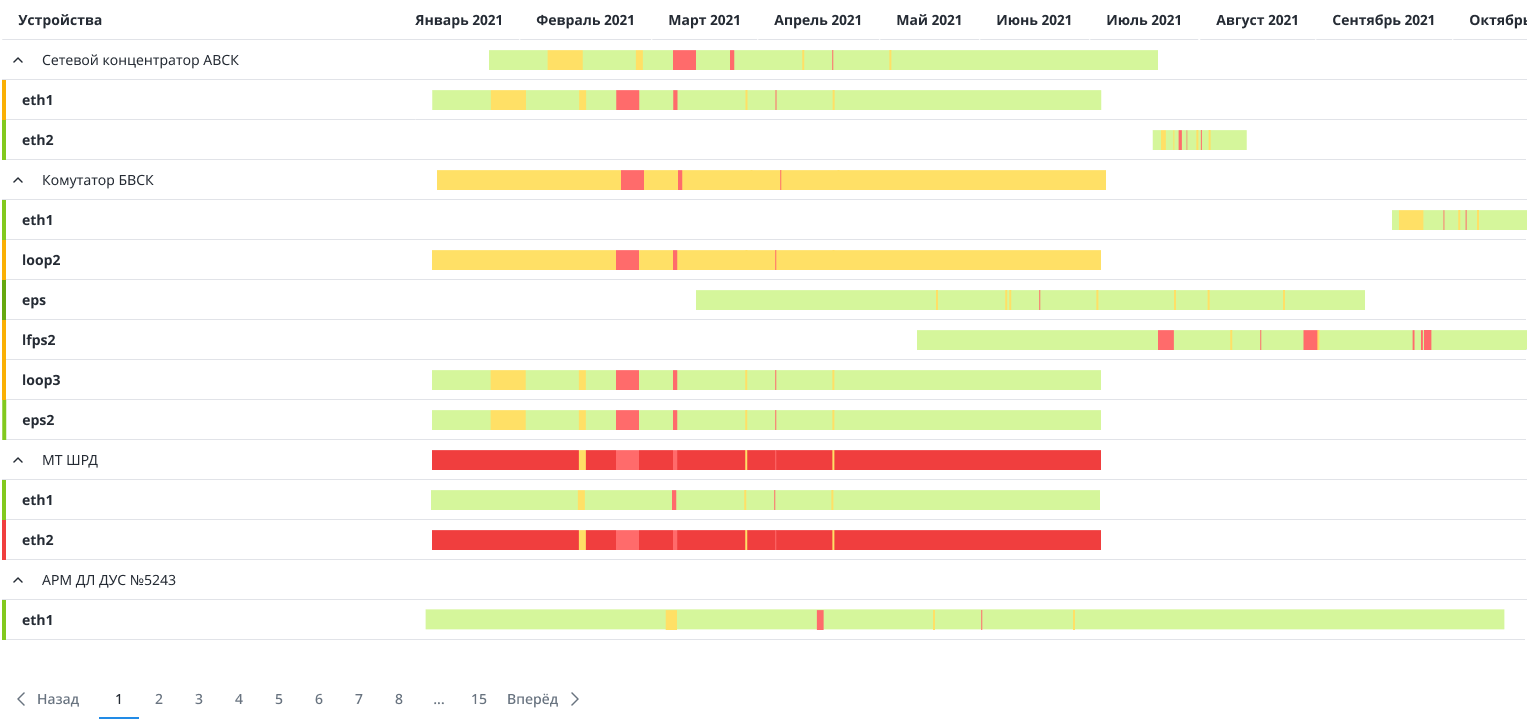 Устройства Январь 2021 Февраль 2021 Март 2021 Апрель 2021 Май 2021 Июнь 2021 Июль 2021 Август 2021 Сентябрь 2021 Октябрь
Сетевой концентратор АВСК
eth1
eth2
Комутатор БВСК
eth1
loop2
eps
lfps2
loop3
eps2
МТ ШРД
eth1
eth2
АРМ ДЛ ДУС №5243
eth1
Назад 1 2 3 4 5 6 7 8 ... 15 Вперёд